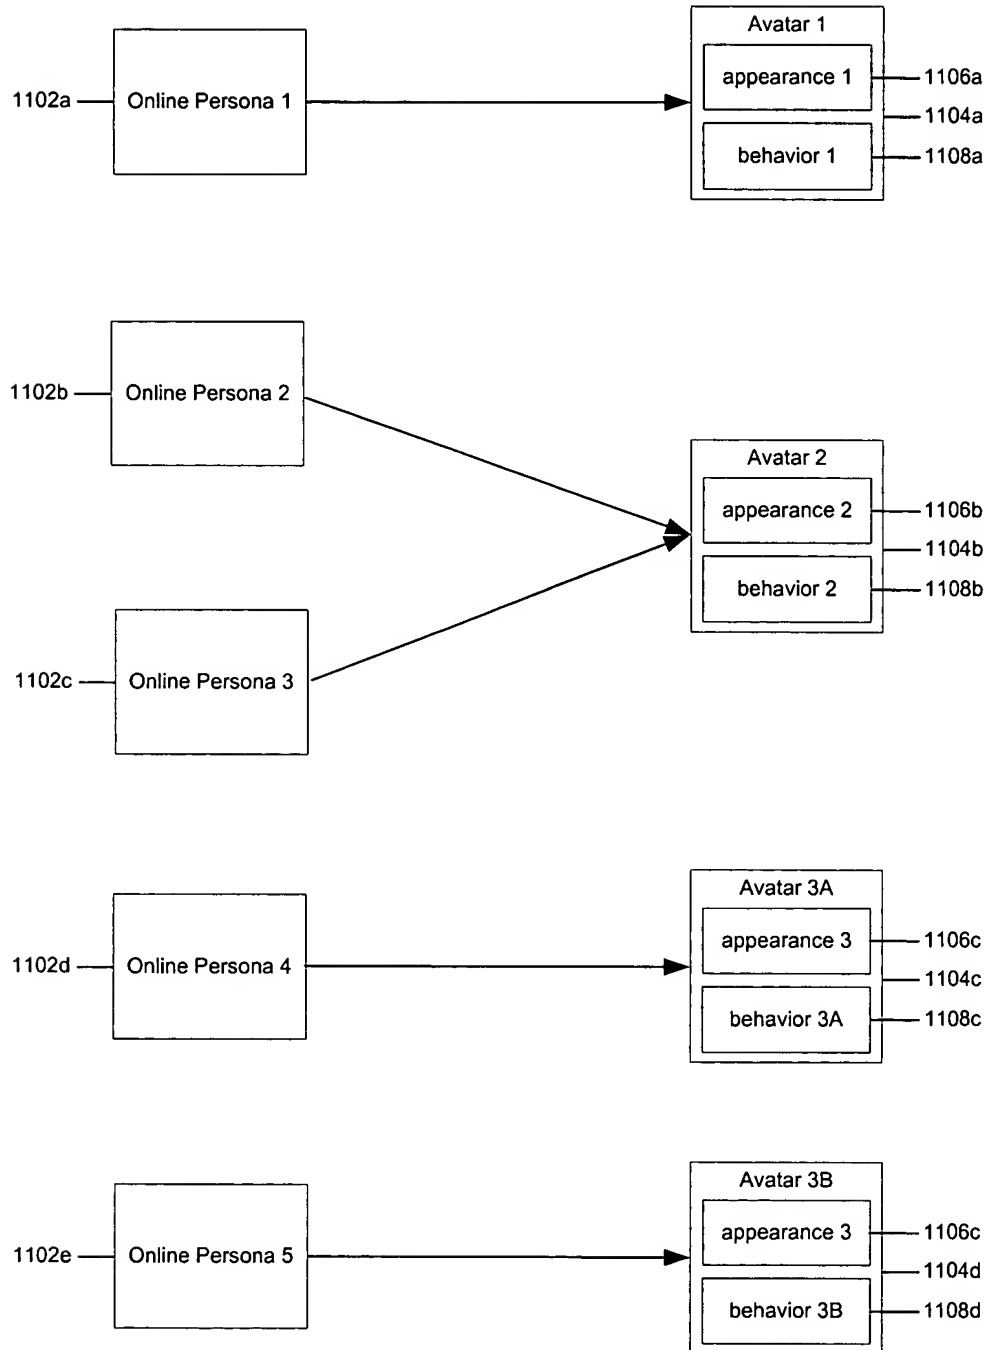 Avatar 1
appearance 1
1106a
1102a
Online Persona 1
1104a
behavior 1
1108a
1102b
Online Persona 2
Avatar 2
appearance 2
1106b
1104b
behavior 2
1108b
1102c
Online Persona 3
Avatar 3A
appearance 3
1106c
1102d
Online Persona 4
1104c
behavior 3A
1108c
Avatar 3B
appearance 3
1106c
1102e
Online Persona 5
1104d
behavior 3B
1108d